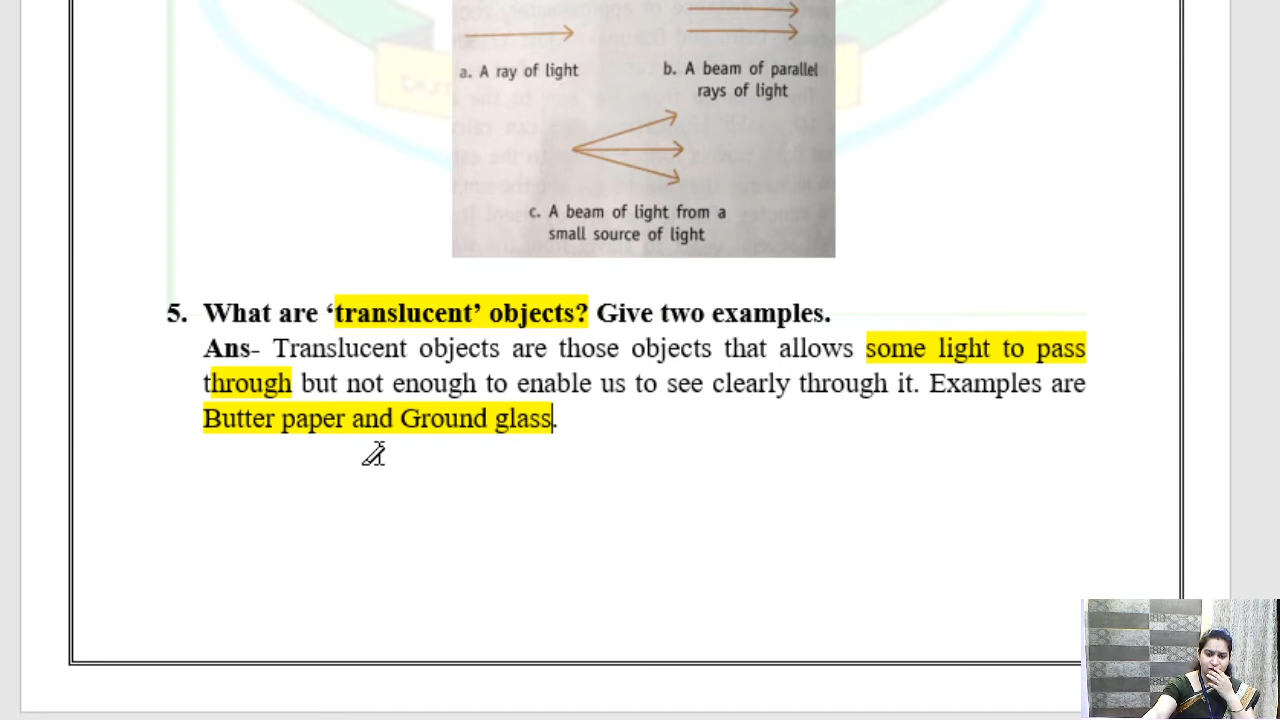 a. A ray of light
b. A beam of parallel
rays of light
c. A beam of light from a
small source of light
5. What are ‘translucent’ objects? Give two examples.
Ans- Translucent objects are those objects that allows some light to pass
through but not enough to enable us to see clearly through it. Examples are
Butter paper and Ground glass.